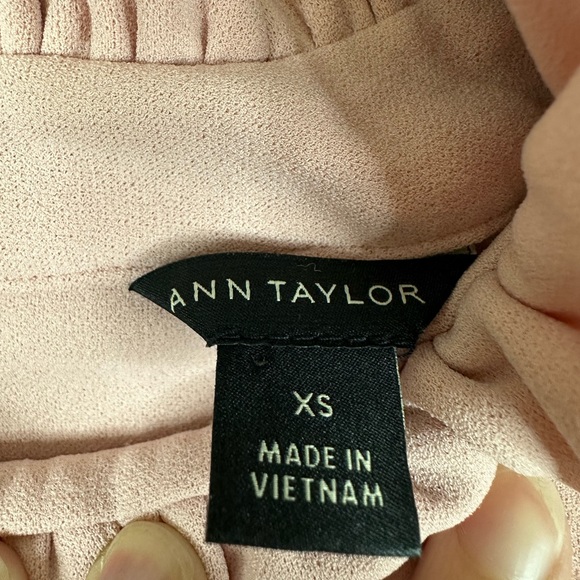 ANN TAYLOR
XS
MADE IN
VIETNAM